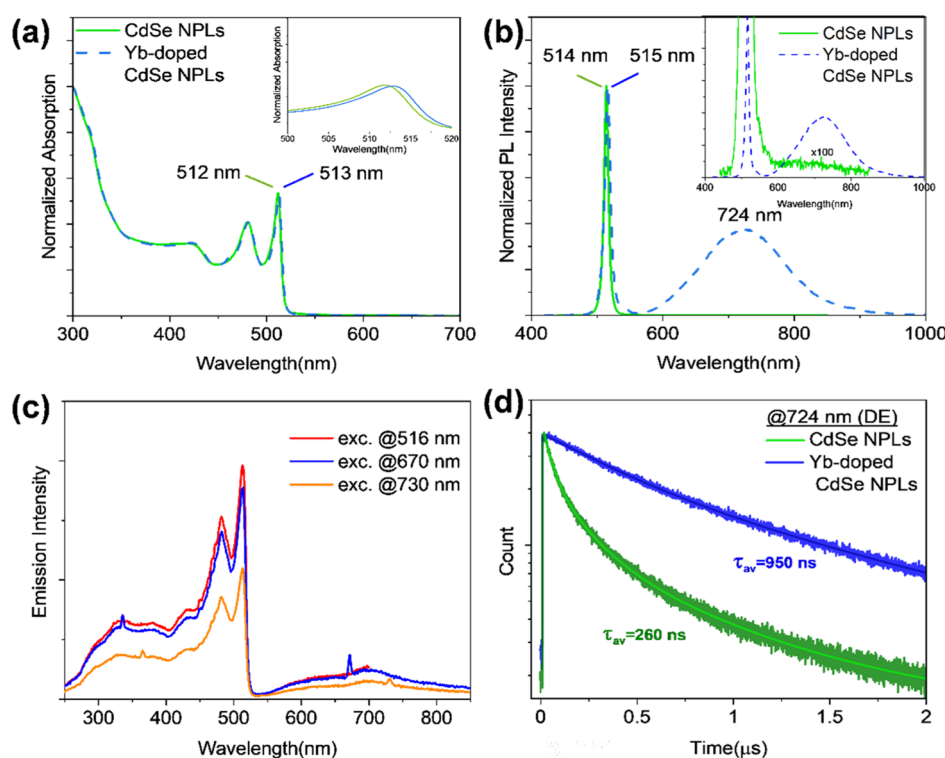 (a)
CdSe NPLs
Yb-doped
CdSe NPLs
Normalized Absorption
500 505 510 515 520
Wavelength(nm)
512 nm
513 nm
Normalized Absorption
300 400 500 600 700
Wavelength(nm)
(b)
514 nm
515 nm
CdSe NPLs
Yb-doped
CdSe NPLs
x100
400 600 800 1000
Wavelength(nm)
724 nm
Normalized PL Intensity
400 600 800 1000
Wavelength(nm)
(c)
exc. @516 nm
exc. @670 nm
exc. @730 nm
Emission Intensity
300 400 500 600 700 800
Wavelength(nm)
(d)
@724 nm (DE)
CdSe NPLs
Yb-doped
CdSe NPLs
τav=950 ns
τav=260 ns
Count
0 0.5 1 1.5 2
Time(μs)